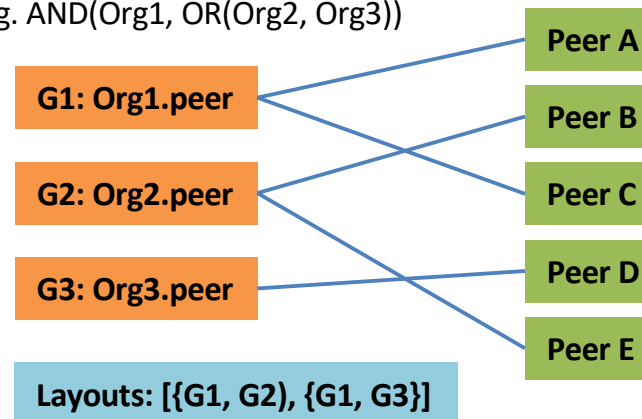 g. AND(Org1, OR(Org2, Org3))
Peer A
G1: Org1.peer
Peer B
G2: Org2.peer
Peer C
G3: Org3.peer
Peer D
Peer E
Layouts: [{G1, G2), {G1, G3}]